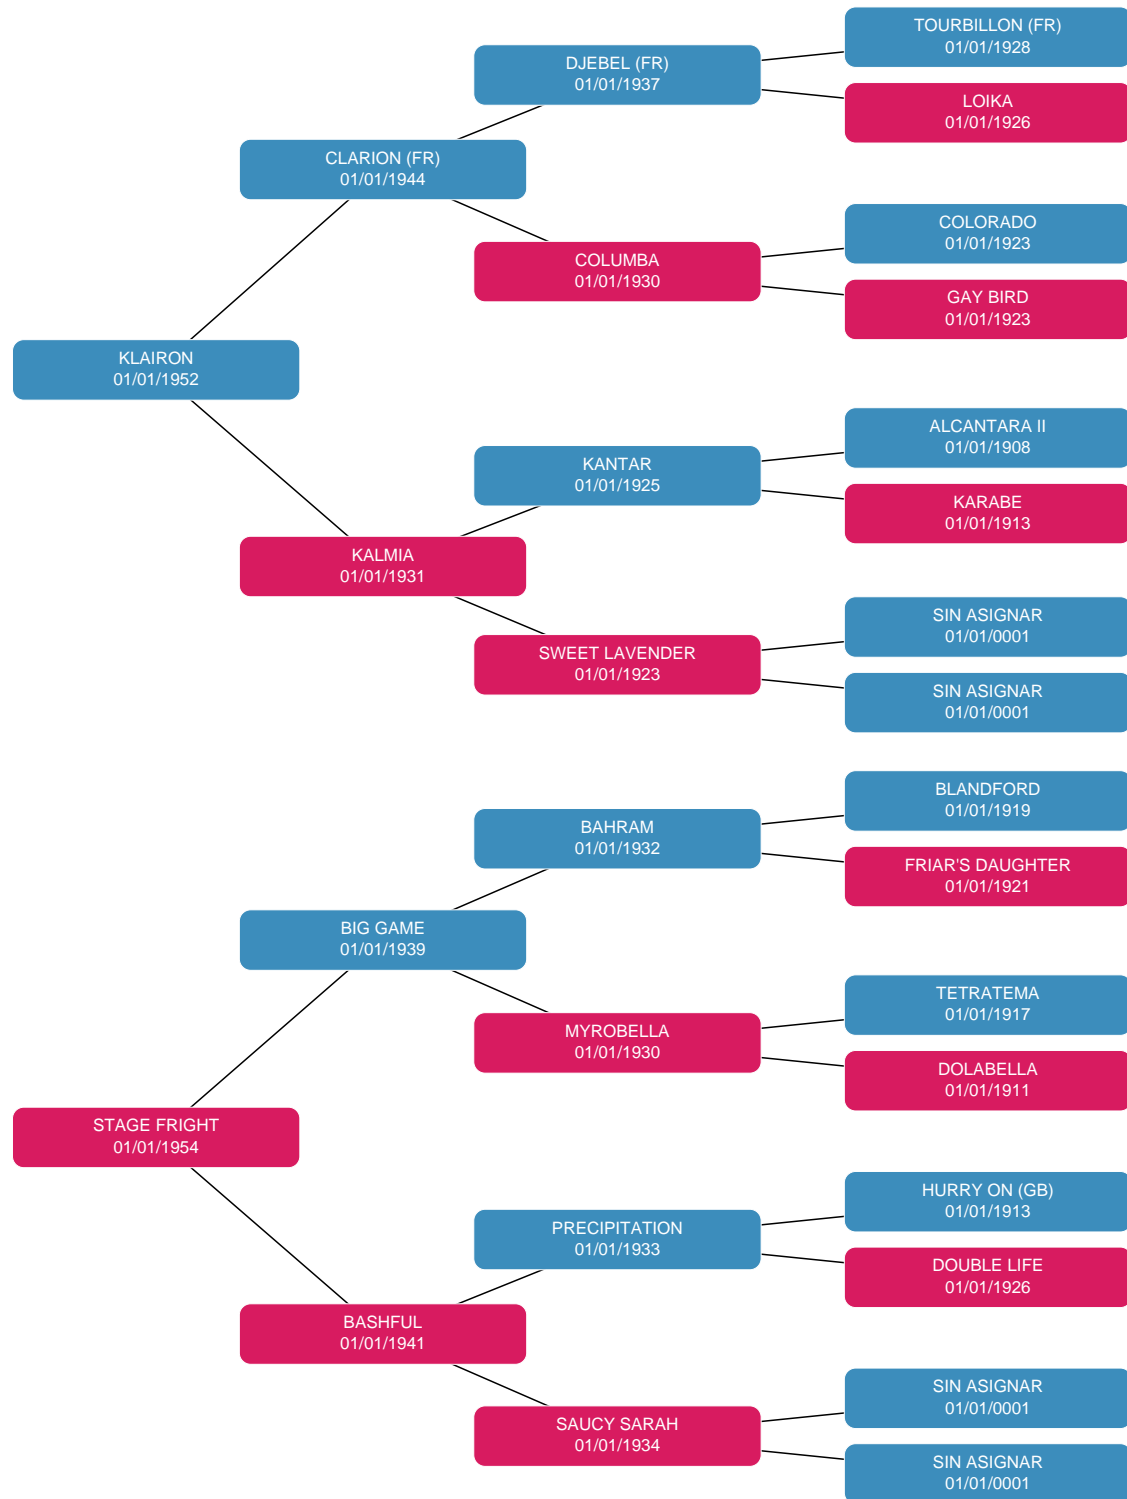 TOURBILLON (FR)
01/01/1928
DJEBEL (FR)
01/01/1937
LOIKA
01/01/1926
CLARION (FR)
01/01/1944
COLORADO
01/01/1923
COLUMBA
01/01/1930
GAY BIRD
01/01/1923
KLAIRON
01/01/1952
ALCANTARA II
01/01/1908
KANTAR
01/01/1925
KARABE
01/01/1913
KALMIA
01/01/1931
SIN ASIGNAR
01/01/0001
SWEET LAVENDER
01/01/1923
SIN ASIGNAR
01/01/0001
BLANDFORD
01/01/1919
BAHRAM
01/01/1932
FRIAR'S DAUGHTER
01/01/1921
BIG GAME
01/01/1939
TETRATEMA
01/01/1917
MYROBELLA
01/01/1930
DOLABELLA
01/01/1911
STAGE FRIGHT
01/01/1954
HURRY ON (GB)
01/01/1913
PRECIPITATION
01/01/1933
DOUBLE LIFE
01/01/1926
BASHFUL
01/01/1941
SIN ASIGNAR
01/01/0001
SAUCY SARAH
01/01/1934
SIN ASIGNAR
01/01/0001